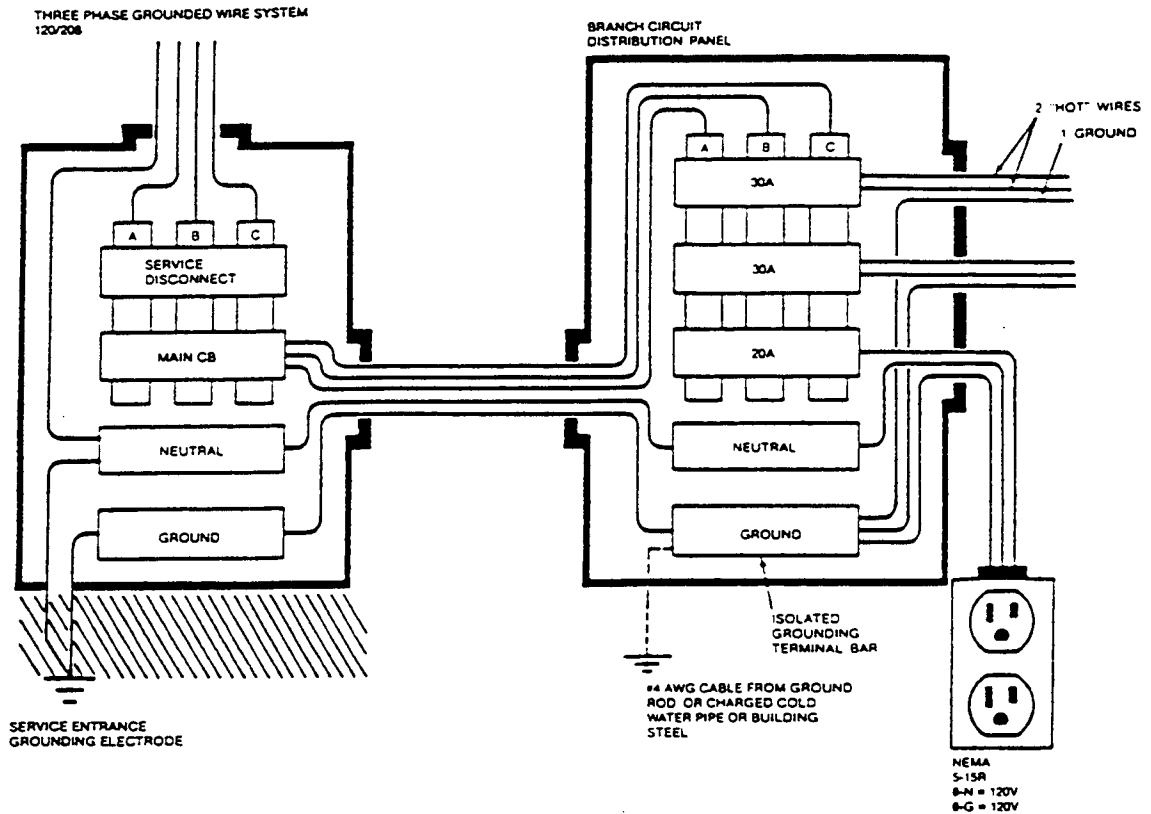 THREE PHASE GROUNDED WIRE SYSTEM
120/208
BRANCH CIRCUIT
DISTRIBUTION PANEL
2 "HOT" WIRES
1 GROUND
A B C
SERVICE
DISCONNECT
MAIN CB
NEUTRAL
GROUND
A B C
30A
30A
20A
NEUTRAL
GROUND
ISOLATED
GROUNDING
TERMINAL BAR
#4 AWG CABLE FROM GROUND
ROD OR CHARGED COLD
WATER PIPE OR BUILDING
STEEL
SERVICE ENTRANCE
GROUNDING ELECTRODE
NEMA
5-15R
-N = 120V
-G = 120V